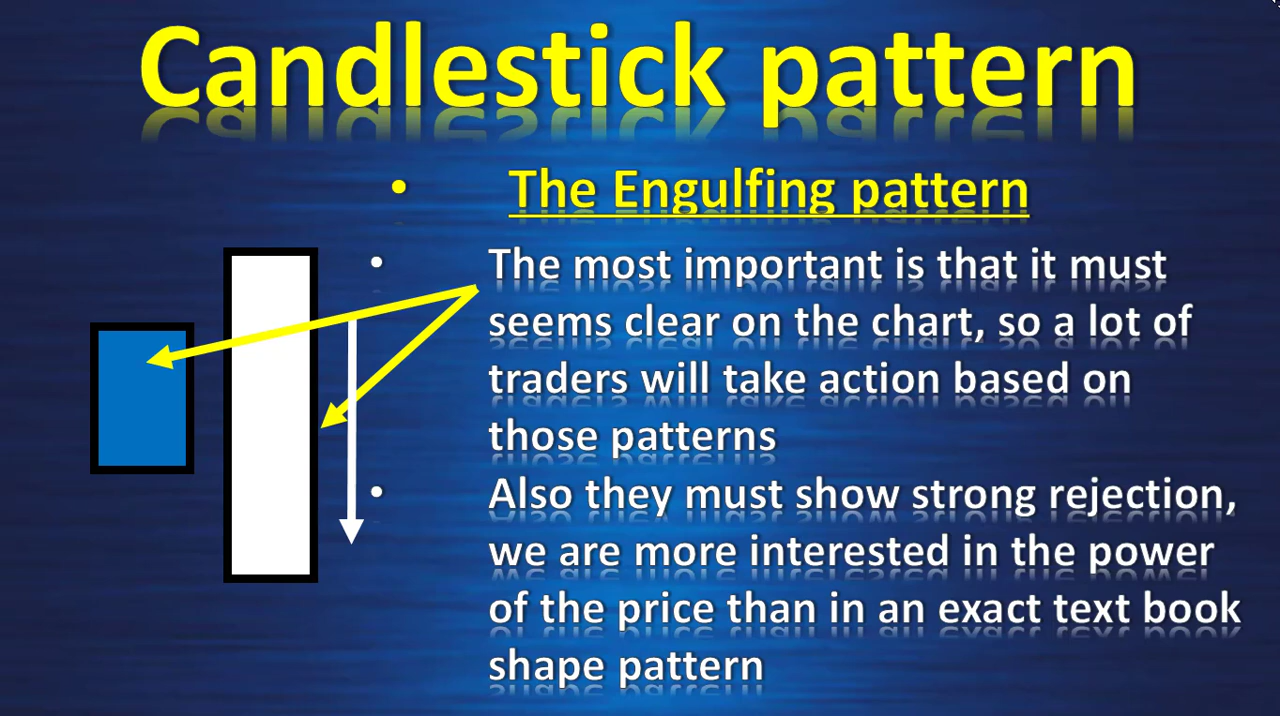 Candlestick pattern
• The Engulfing pattern
• The most important is that it must
seems clear on the chart, so a lot of
traders will take action based on
those patterns
• Also they must show strong rejection,
we are more interested in the power
of the price than in an exact text book
shape pattern